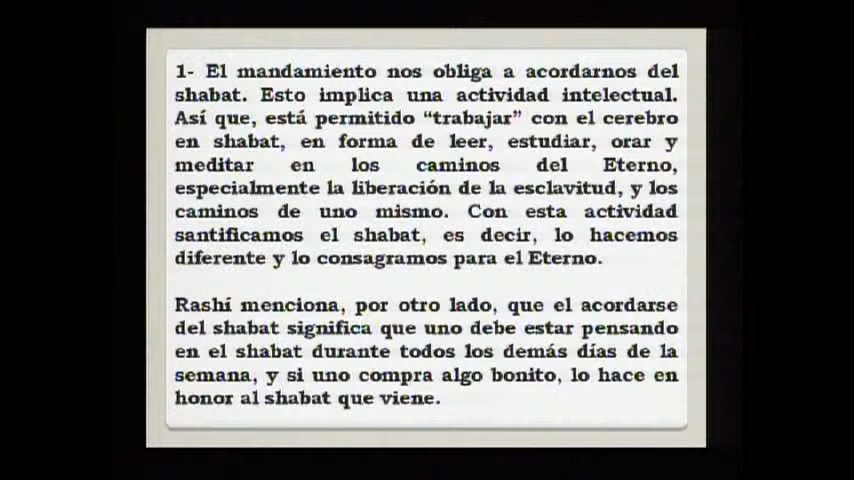 1- El mandamiento nos obliga a acordarnos del
shabat. Esto implica una actividad intelectual.
Así que, está permitido “trabajar” con el cerebro
en shabat, en forma de leer, estudiar, orar y
meditar en los caminos del Eterno,
especialmente la liberación de la esclavitud, y los
caminos de uno mismo. Con esta actividad
santificamos el shabat, es decir, lo hacemos
diferente y lo consagramos para el Eterno.
Rashí menciona, por otro lado, que el acordarse
del shabat significa que uno debe estar pensando
en el shabat durante todos los demás días de la
semana, y si uno compra algo bonito, lo hace en
honor al shabat que viene.